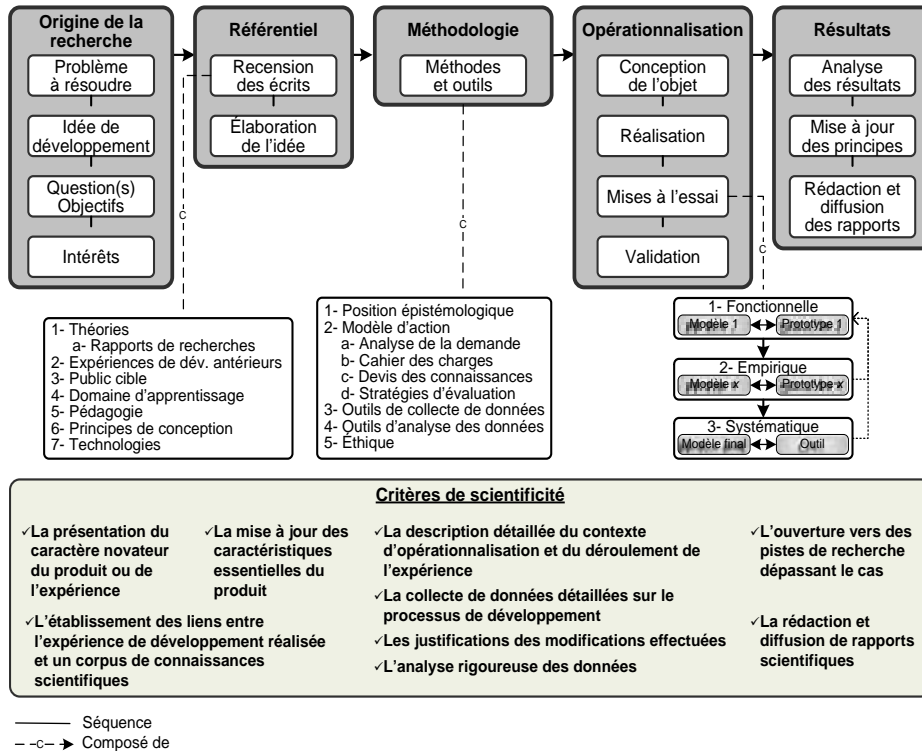 Origine de la
recherche
Problème
à résoudre
Idée de
développement
Question(s)
Objectifs
Intérêts
Référentiel
Recension
des écrits
Élaboration
de l'idée
Méthodologie
Méthodes
et outils
Opérationnalisation
Conception
de l'objet
Réalisation
Mises à l'essai
Validation
Résultats
Analyse
des résultats
Mise à jour
des principes
Rédaction et
diffusion
des rapports
C
C
C
1- Théories
a- Rapports de recherches
2- Expériences de dév. antérieurs
3- Public cible
4- Domaine d'apprentissage
5- Pédagogie
6- Principes de conception
7- Technologies
1- Position épistémologique
2- Modèle d'action
a- Analyse de la demande
b- Cahier des charges
c- Devis des connaissances
d- Stratégies d'évaluation
3- Outils de collecte de données
4- Outils d'analyse des données
5- Éthique
1- Fonctionnelle
Modèle 1
Prototype 1
2- Empirique
Modèle x
Prototype x
3- Systématique
Modèle final
Outil
Critères de scientificité
✓La présentation du
caractère novateur
du produit ou de
l'expérience
✓La mise à jour des
caractéristiques
essentielles du
produit
✓L'établissement des liens entre
l'expérience de développement réalisée
et un corpus de connaissances
scientifiques
✓La description détaillée du contexte
d'opérationnalisation et du déroulement de
l'expérience
✓La collecte de données détaillées sur le
processus de développement
✓Les justifications des modifications effectuées
✓L'analyse rigoureuse des données
✓L'ouverture vers des
pistes de recherche
dépassant le cas
✓La rédaction et
diffusion de rapports
scientifiques
Séquence
C Composé de